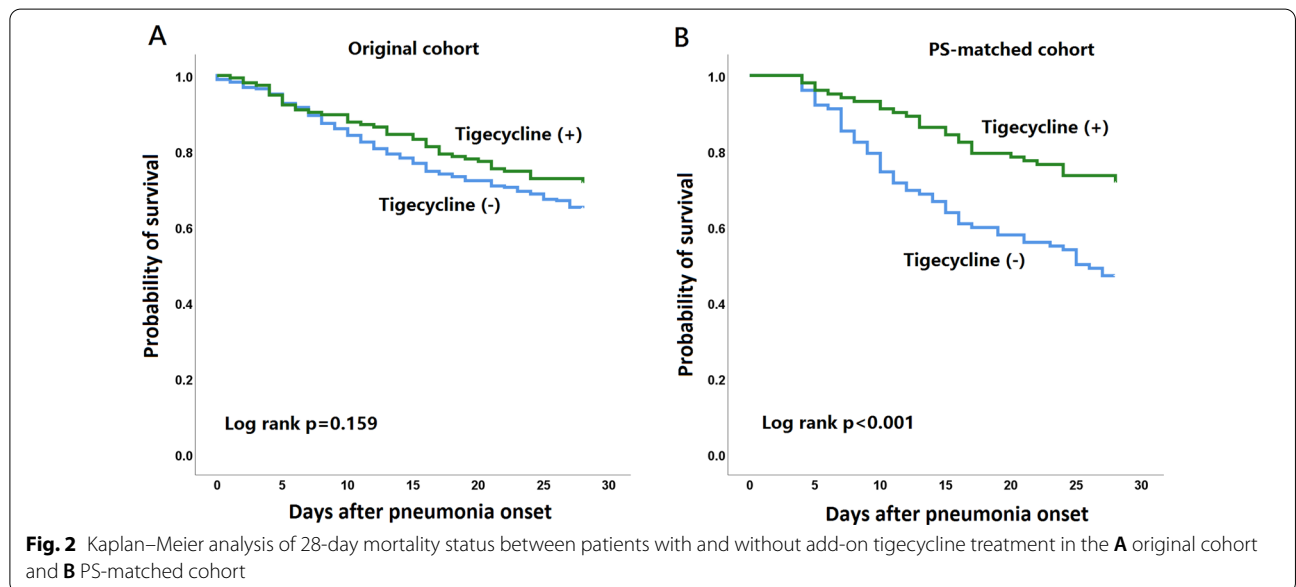 A
Original cohort
Probability of survival
1.0
0.8
0.6
0.4
0.2
0.0
Tigecycline (+)
Tigecycline (-)
Log rank p=0.159
0 5 10 15 20 25 30
Days after pneumonia onset
B
PS-matched cohort
Probability of survival
1.0
0.8
0.6
0.4
0.2
0.0
Tigecycline (+)
Tigecycline (-)
Log rank p<0.001
0 5 10 15 20 25 30
Days after pneumonia onset
Fig. 2 Kaplan–Meier analysis of 28-day mortality status between patients with and without add-on tigecycline treatment in the A original cohort
and B PS-matched cohort